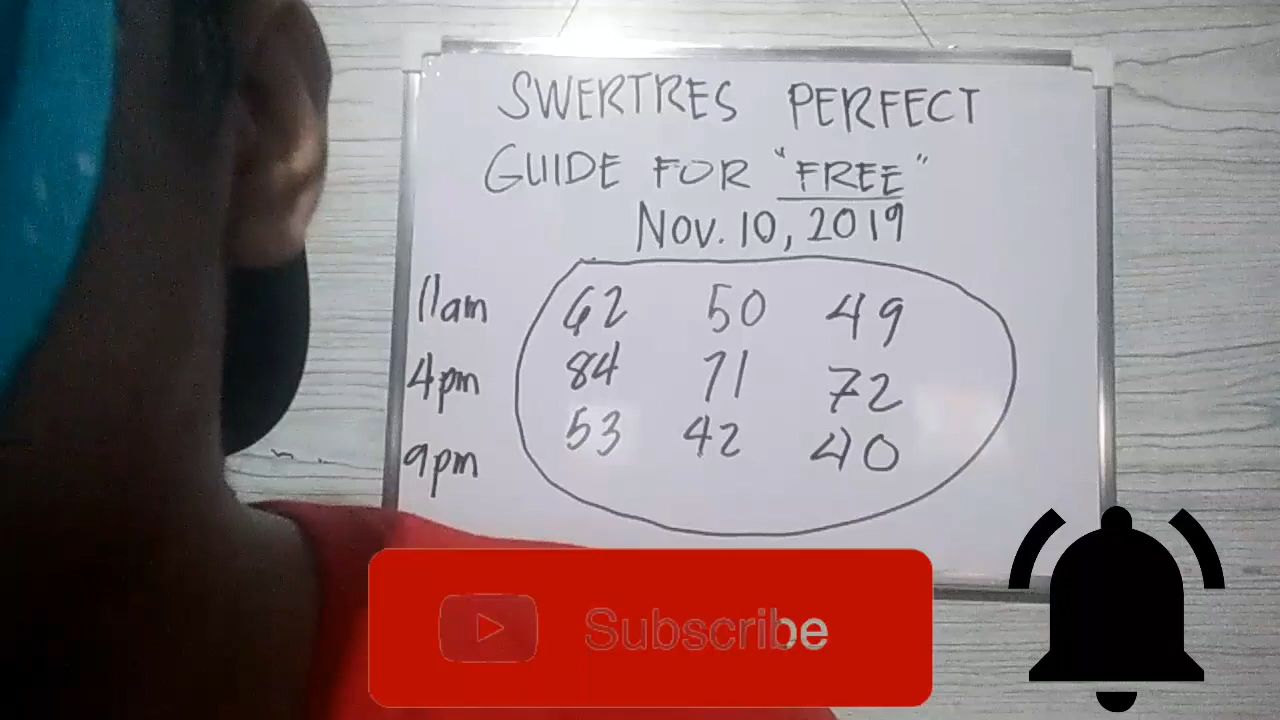 SWERTRES PERFECT
GUIDE FOR "FREE"
NOV. 10, 2019
11am 62 50 49
4pm 84 71 72
9pm 53 42 40
Subscribe